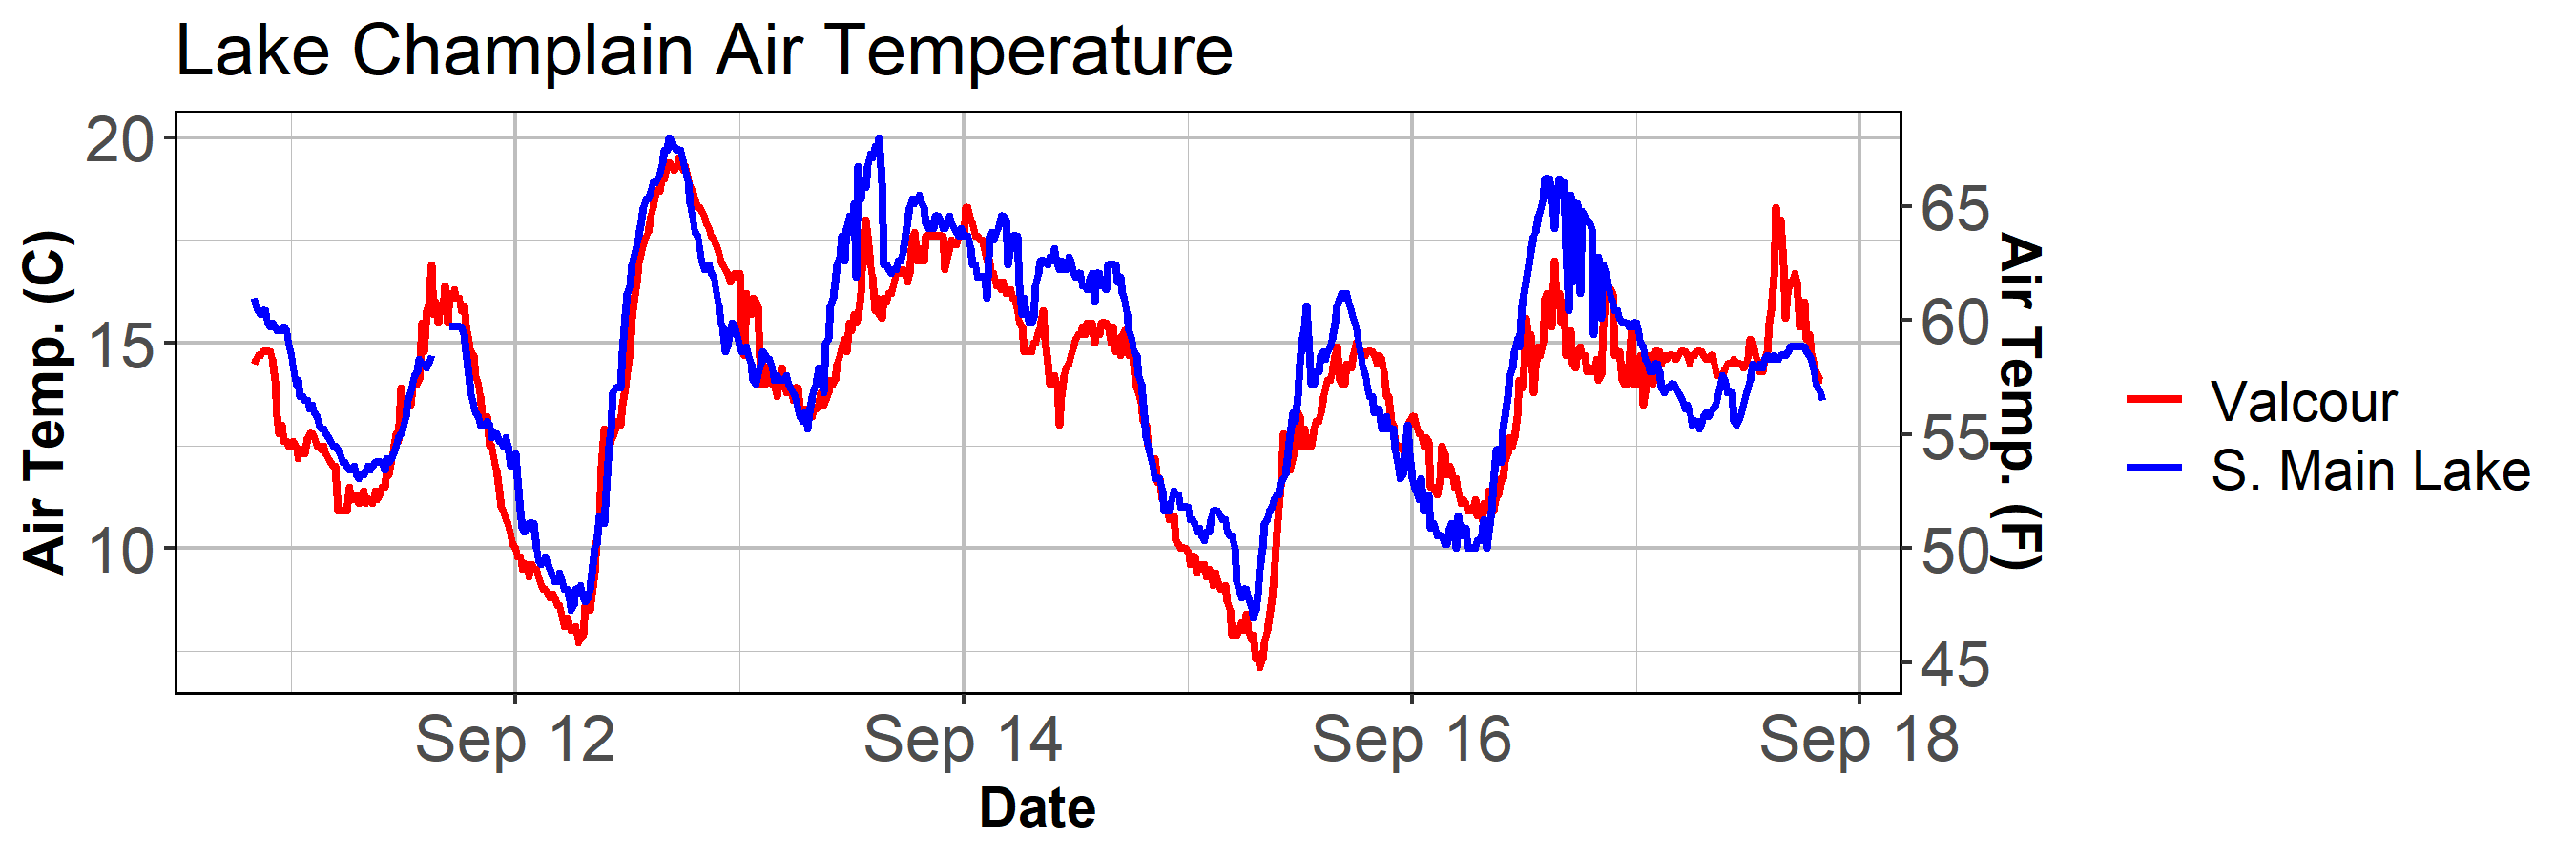 Lake Champlain Air Temperature
Air Temp. (C)
20
15
10
65
60
55
50
45
Air Temp. (F)
Sep 12
Sep 14
Sep 16
Sep 18
Date
Valcour
S. Main Lake